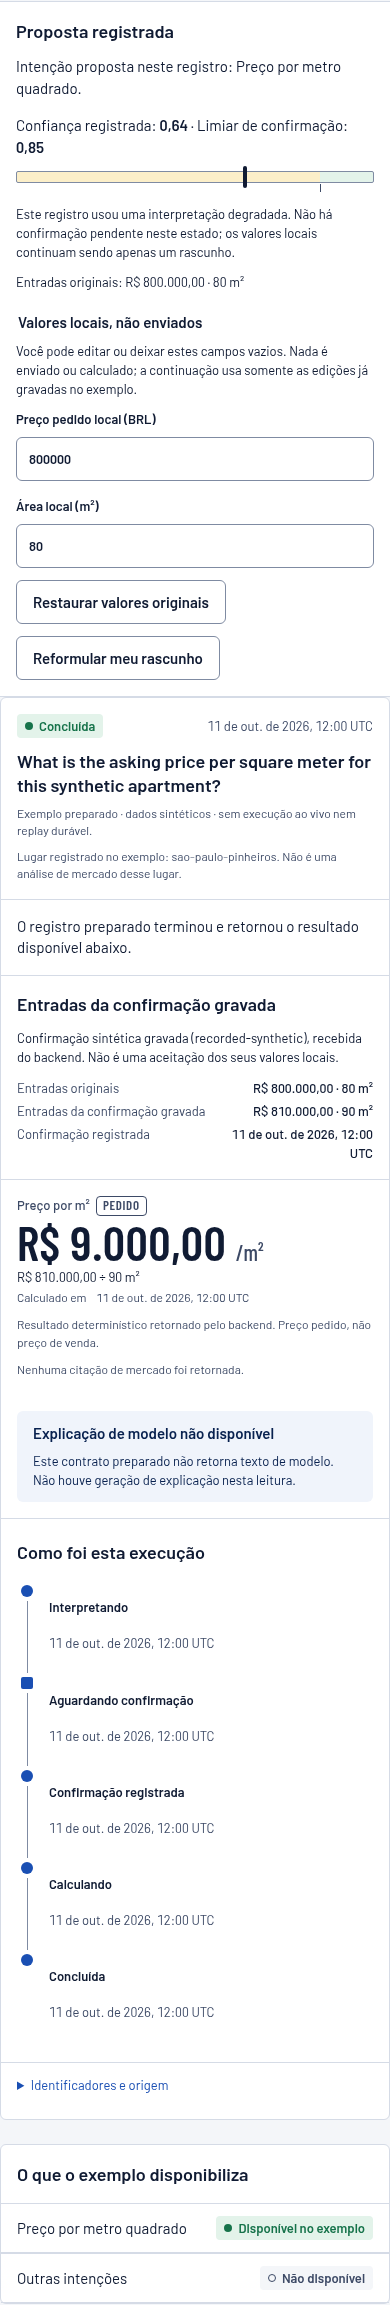 Proposta registrada
Intenção proposta neste registro: Preço por metro
quadrado.
Confiança registrada: 0,64 · Limiar de confirmação:
0,85
Este registro usou uma interpretação degradada. Não há
confirmação pendente neste estado; os valores locais
continuam sendo apenas um rascunho.
Entradas originais: R$ 800.000,00 · 80 m²
Valores locais, não enviados
Você pode editar ou deixar estes campos vazios. Nada é
enviado ou calculado; a continuação usa somente as edições já
gravadas no exemplo.
Preço pedido local (BRL)
800000
Área local (m²)
80
Restaurar valores originais
Reformular meu rascunho
Concluída 11 de out. de 2026, 12:00 UTC
What is the asking price per square meter for
this synthetic apartment?
Exemplo preparado · dados sintéticos · sem execução ao vivo nem
replay durável.
Lugar registrado no exemplo: sao-paulo-pinheiros. Não é uma
análise de mercado desse lugar.
O registro preparado terminou e retornou o resultado
disponível abaixo.
Entradas da confirmação gravada
Confirmação sintética gravada (recorded-synthetic), recebida
do backend. Não é uma aceitação dos seus valores locais.
Entradas originais R$ 800.000,00 · 80 m²
Entradas da confirmação gravada R$ 810.000,00 · 90 m²
Confirmação registrada 11 de out. de 2026, 12:00
UTC
Preço por m² PEDIDO
R$ 9.000,00 /m²
R$ 810.000,00 ÷ 90 m²
Calculado em 11 de out. de 2026, 12:00 UTC
Resultado determinístico retornado pelo backend. Preço pedido, não
preço de venda.
Nenhuma citação de mercado foi retornada.
Explicação de modelo não disponível
Este contrato preparado não retorna texto de modelo.
Não houve geração de explicação nesta leitura.
Como foi esta execução
Interpretando
11 de out. de 2026, 12:00 UTC
Aguardando confirmação
11 de out. de 2026, 12:00 UTC
Confirmação registrada
11 de out. de 2026, 12:00 UTC
Calculando
11 de out. de 2026, 12:00 UTC
Concluída
11 de out. de 2026, 12:00 UTC
Identificadores e origem
O que o exemplo disponibiliza
Preço por metro quadrado Disponível no exemplo
Outras intenções Não disponível